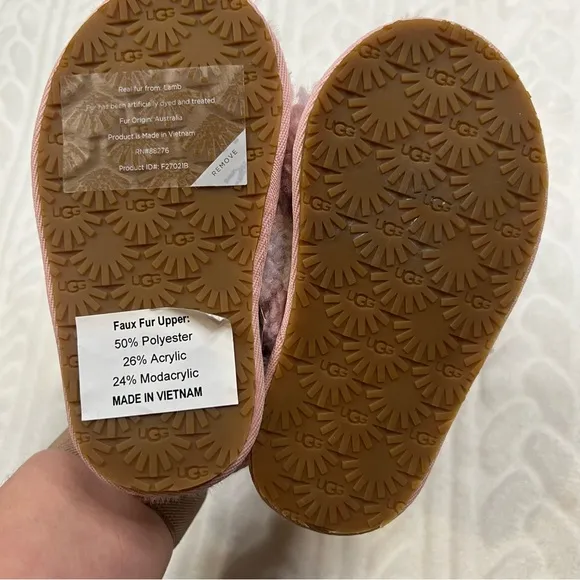 Real fur from: Lamb
Fur has been artificially dyed and treated
Fur Origin: Australia
Product is Made in Vietnam
RN#88276
Product ID#: F27021B
REMOVE
Faux Fur Upper:
50% Polyester
26% Acrylic
24% Modacrylic
MADE IN VIETNAM
UGG